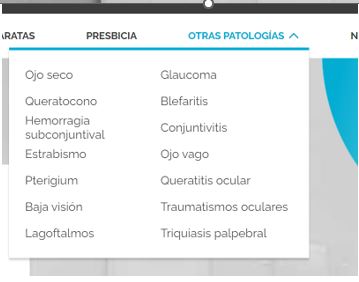 ARATAS
PRESBICIA
OTRAS PATOLOGÍAS
N
Ojo seco
Glaucoma
Queratocono
Blefaritis
Hemorragia
subconjuntival
Conjuntivitis
Estrabismo
Ojo vago
Pterigium
Queratitis ocular
Baja visión
Traumatismos oculares
Lagoftalmos
Triquiasis palpebral